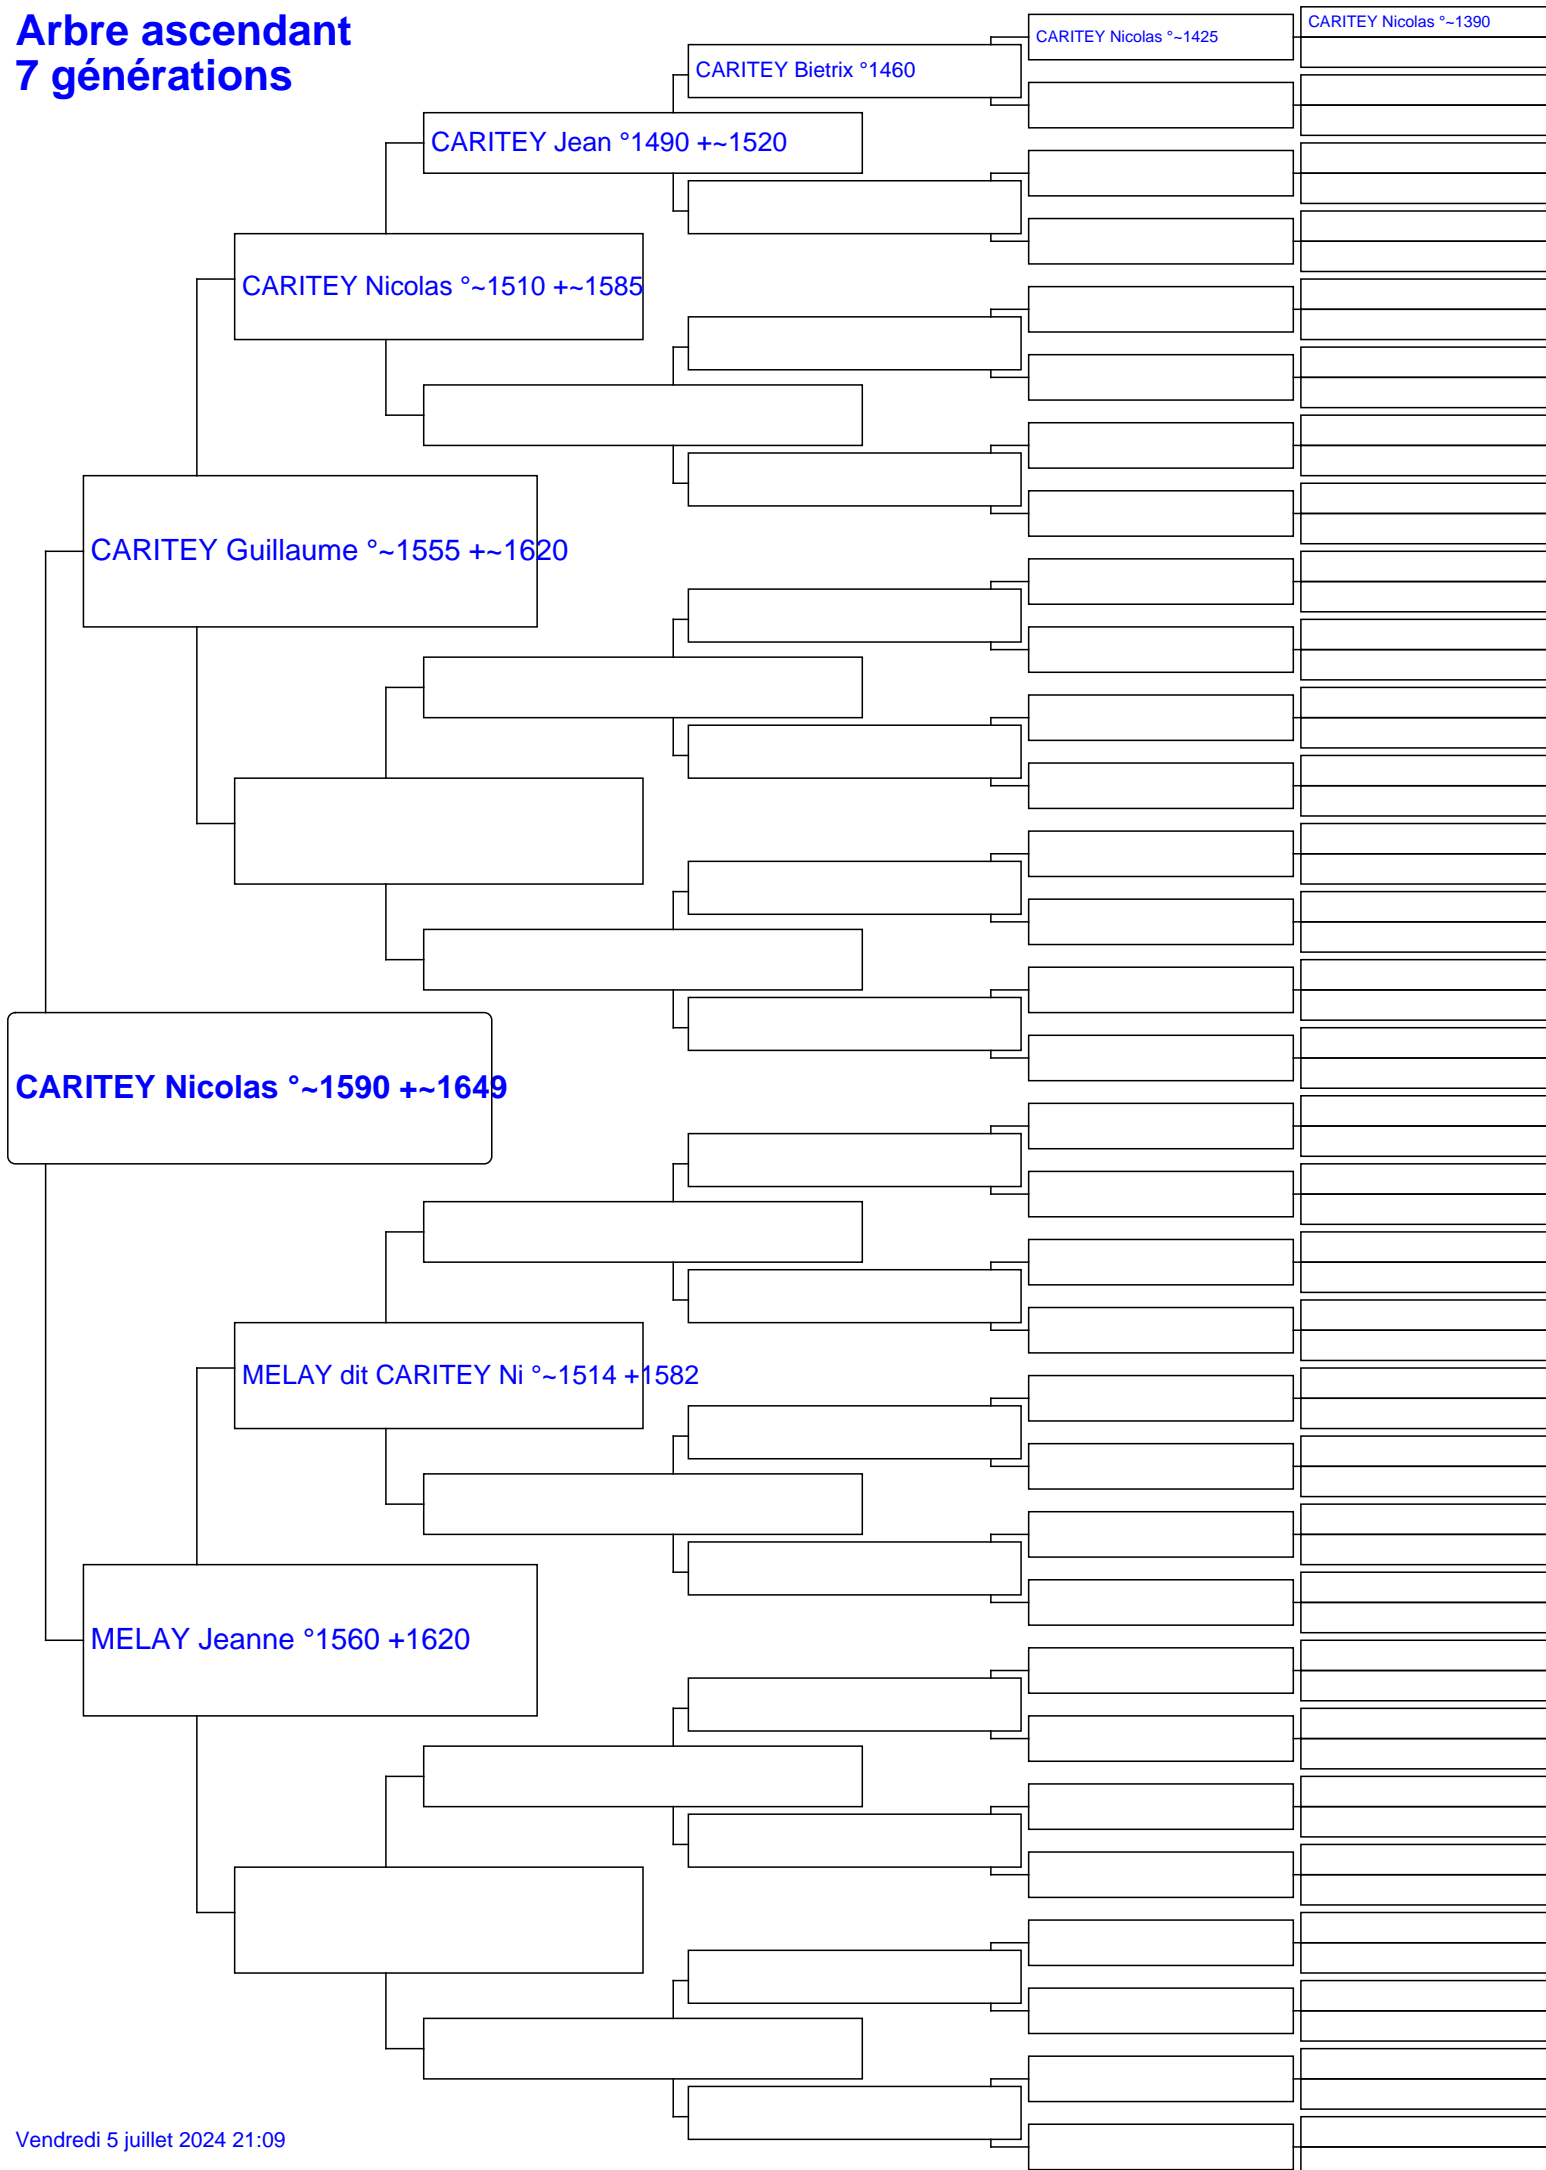 Arbre ascendant
7 générations
CARITEY Nicolas °~1390
CARITEY Nicolas °~1425
CARITEY Bietrix °1460
CARITEY Jean °1490 +~1520
CARITEY Nicolas °~1510 +~1585
CARITEY Guillaume °~1555 +~1620
CARITEY Nicolas °~1590 +~1649
MELAY dit CARITEY Ni °~1514 +1582
MELAY Jeanne °1560 +1620
Vendredi 5 juillet 2024 21:09